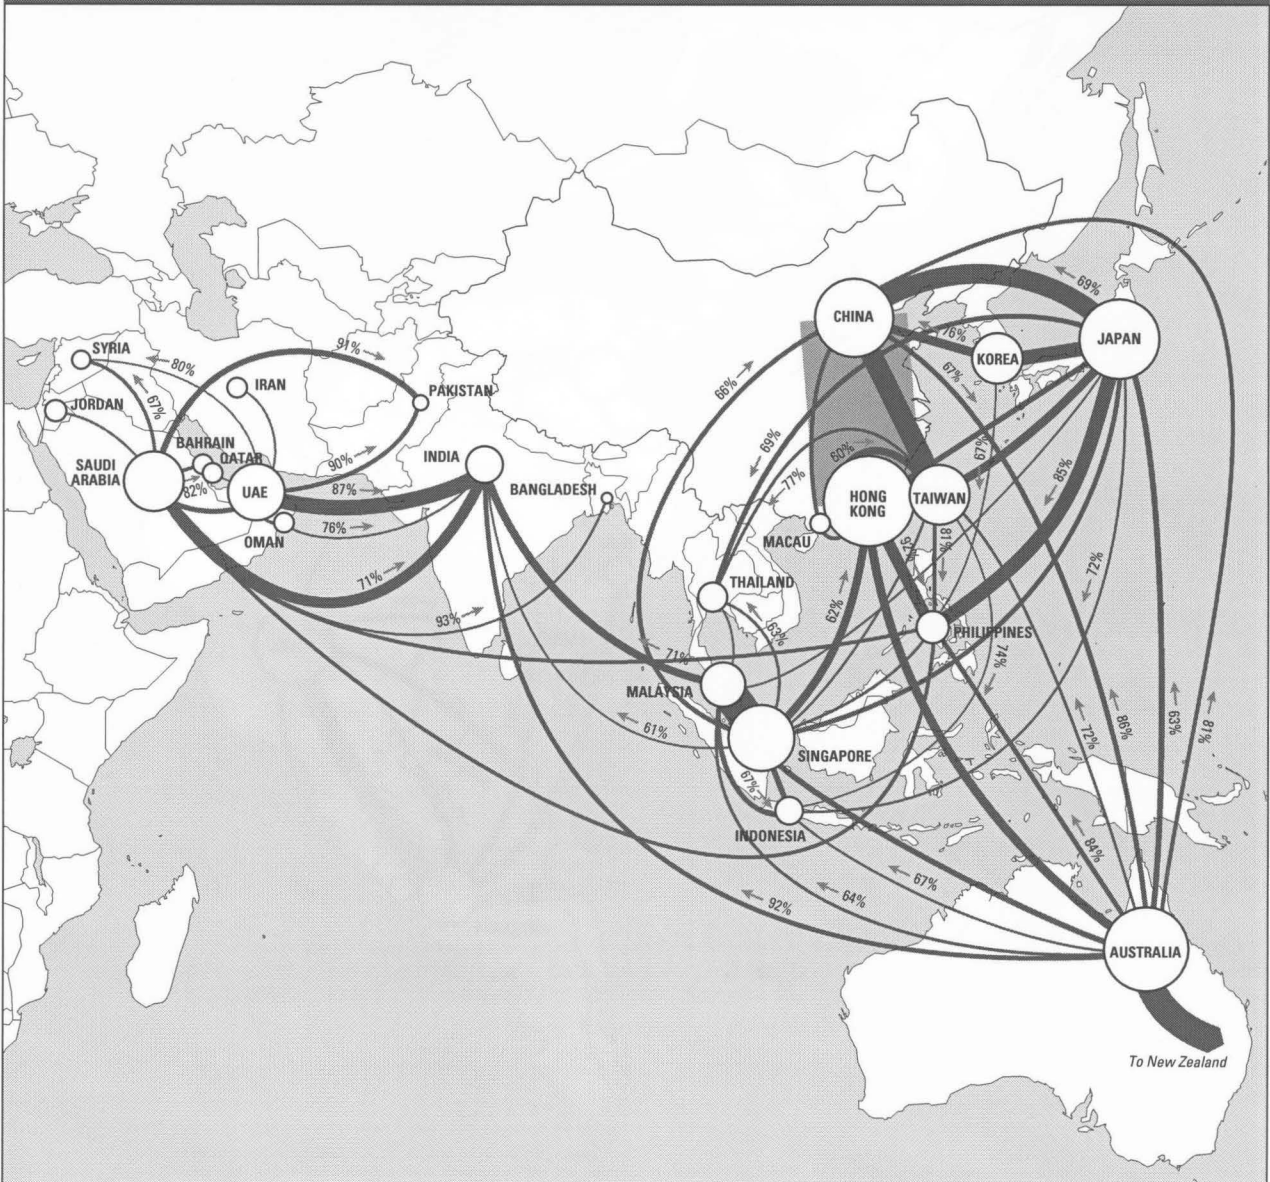 CHINA
69%
JAPAN
76%
KOREA
67%
SYRIA
80%
91%
66%
IRAN
PAKISTAN
JORDAN
67%
69%
BAHRAIN
QATAR
SAUDI
ARABIA
82%
UAE
90%
87%
INDIA
BANGLADESH
60%
67%
85%
77%
HONG
KONG
TAIWAN
OMAN
76%
MACAU
81%
71%
THAILAND
72%
93%
62%
63%
PHILIPPINES
71%
74%
MALAYSIA
61%
SINGAPORE
72%
86%
63%
81%
67%
INDONESIA
84%
67%
64%
92%
AUSTRALIA
To New Zealand